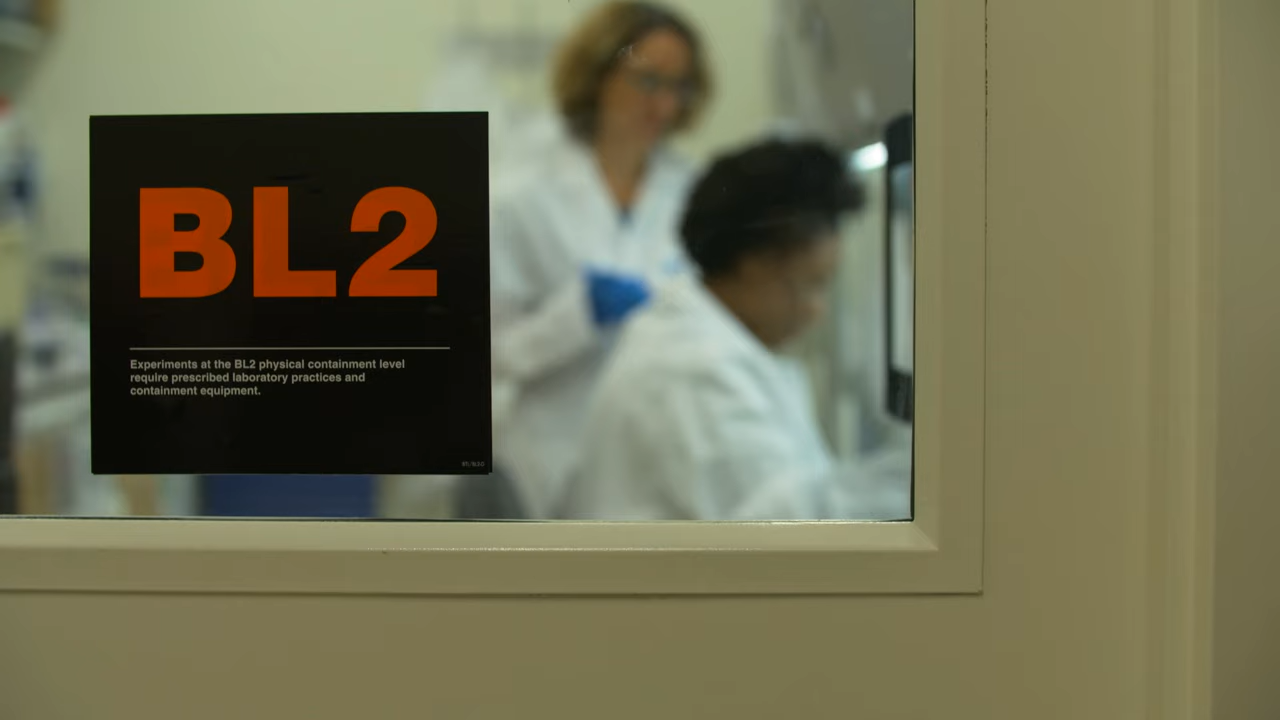 BL2
Experiments at the BL2 physical containment level
require prescribed laboratory practices and
containment equipment.